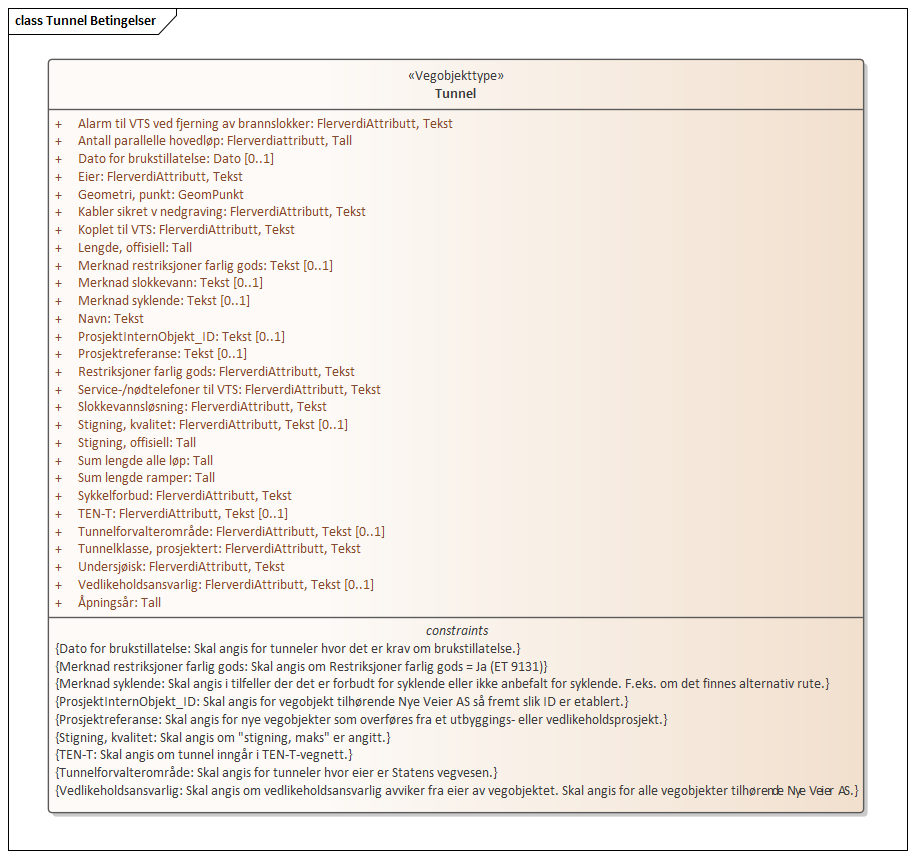 class Tunnel Betingelser
«Vegobjekttype»
Tunnel
+ Alarm til VTS ved fjerning av brannslokker: FlerverdiAttributt, Tekst
+ Antall parallelle hovedløp: Flerverdiattributt, Tall
+ Dato for brukstillatelse: Dato [0..1]
+ Eier: FlerverdiAttributt, Tekst
+ Geometri, punkt: GeomPunkt
+ Kabler sikret v nedgraving: FlerverdiAttributt, Tekst
+ Koplet til VTS: FlerverdiAttributt, Tekst
+ Lengde, offisiell: Tall
+ Merknad restriksjoner farlig gods: Tekst [0..1]
+ Merknad slokkevann: Tekst [0..1]
+ Merknad syklende: Tekst [0..1]
+ Navn: Tekst
+ ProsjektInternObjekt_ID: Tekst [0..1]
+ Prosjektreferanse: Tekst [0..1]
+ Restriksjoner farlig gods: FlerverdiAttributt, Tekst
+ Service-/nødtelefoner til VTS: FlerverdiAttributt, Tekst
+ Slokkevannsløsning: FlerverdiAttributt, Tekst
+ Stigning, kvalitet: FlerverdiAttributt, Tekst [0..1]
+ Stigning, offisiell: Tall
+ Sum lengde alle løp: Tall
+ Sum lengde ramper: Tall
+ Sykkelforbud: FlerverdiAttributt, Tekst
+ TEN-T: FlerverdiAttributt, Tekst [0..1]
+ Tunnelforvalterområde: FlerverdiAttributt, Tekst [0..1]
+ Tunnelklasse, prosjektert: FlerverdiAttributt, Tekst
+ Undersjøisk: FlerverdiAttributt, Tekst
+ Vedlikeholdsansvarlig: FlerverdiAttributt, Tekst [0..1]
+ Åpningsår: Tall
constraints
{Dato for brukstillatelse: Skal angis for tunneler hvor det er krav om brukstillatelse.}
{Merknad restriksjoner farlig gods: Skal angis om Restriksjoner farlig gods = Ja (ET 9131)}
{Merknad syklende: Skal angis i tilfeller der det er forbudt for syklende eller ikke anbefalt for syklende. F.eks. om det finnes alternativ rute.}
{ProsjektInternObjekt_ID: Skal angis for vegobjekt tilhørende Nye Veier AS så fremt slik ID er etablert.}
{Prosjektreferanse: Skal angis for nye vegobjekter som overføres fra et utbyggings- eller vedlikeholdsprosjekt.}
{Stigning, kvalitet: Skal angis om "stigning, maks" er angitt.}
{TEN-T: Skal angis om tunnel inngår i TEN-T-vegnett.}
{Tunnelforvalterområde: Skal angis for tunneler hvor eier er Statens vegvesen.}
{Vedlikeholdsansvarlig: Skal angis om vedlikeholdsansvarlig avviker fra eier av vegobjektet. Skal angis for alle vegobjekter tilhørende Nye Veier AS.}